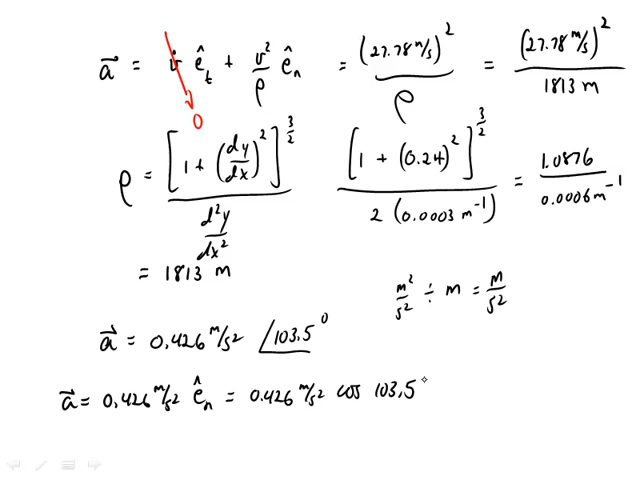 a⃗ = v̇ ê_t + v²/ρ ê_n = (27.78 m/s)²/ρ = (27.78 m/s)²/1813 m
0
ρ = [1 + (dy/dx)²]^(3/2) / (d²y/dx²) [1 + (0.24)²]^(3/2) / 2(0.0003 m⁻¹) = 1.0876/0.0006 m⁻¹
= 1813 m
m²/s² ÷ m = m/s²
a⃗ = 0.426 m/s² ∠103.5°
a⃗ = 0.426 m/s² ê_n = 0.426 m/s² cos 103.5°